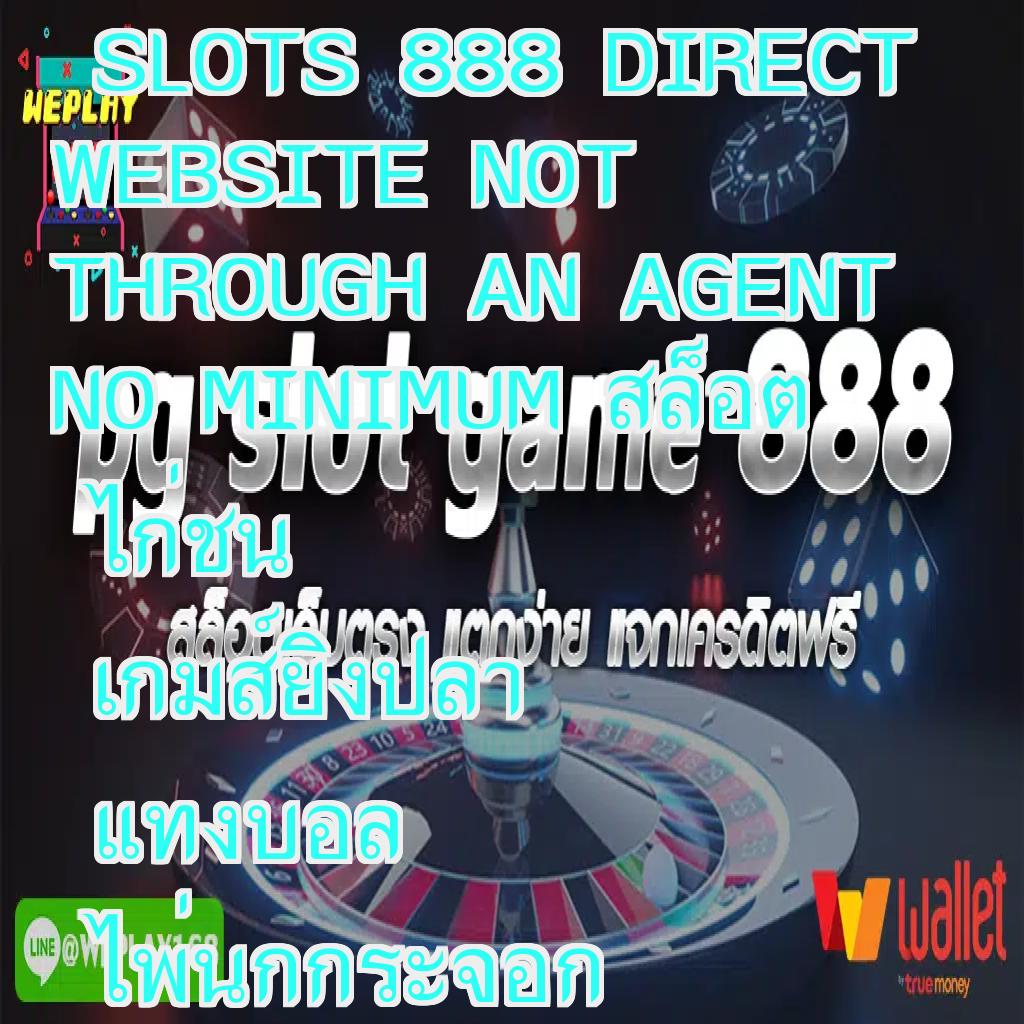 SLOTS 888 DIRECT
WEPLAY
WEBSITE NOT
THROUGH AN AGENT
NO MINIMUM สล็อต
pg slot game 888
ไก่ชน
สล็อตเว็บตรง แตกง่าย แจกเครดิตฟรี
เกมส์ยิงปลา
แทงบอล
wallet
by truemoney
LINE @WEPLAY168
ไพ่นกกระจอก